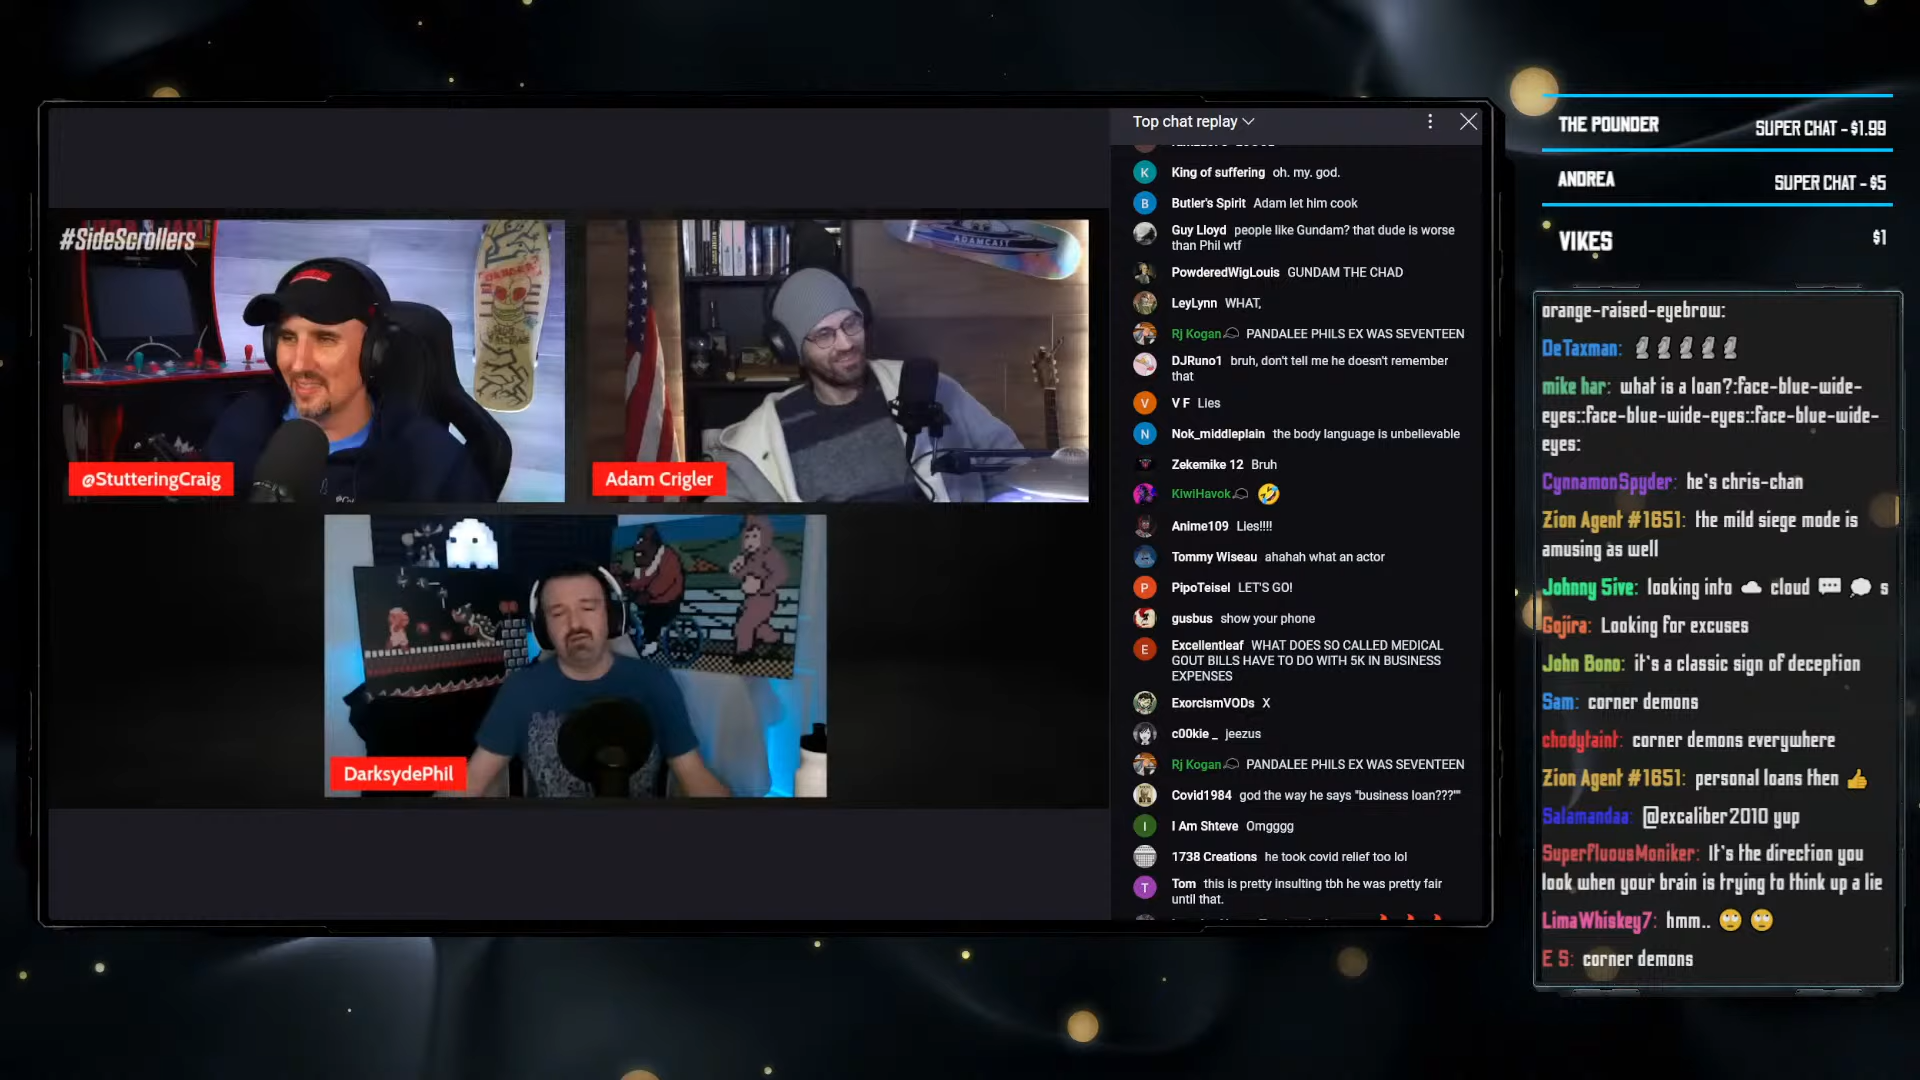 #SideScrollers
@StutteringCraig
ADAMCAST
Adam Crigler
DarksydePhil
Top chat replay
King of suffering oh. my. god.
Butler's Spirit Adam let him cook
Guy Lloyd people like Gundam? that dude is worse
than Phil wtf
PowderedWigLouis GUNDAM THE CHAD
LeyLynn WHAT,
Rj Kogan PANDALEE PHILS EX WAS SEVENTEEN
DJRuno1 bruh, don't tell me he doesn't remember
that
V F Lies
Nok_middleplain the body language is unbelievable
Zekemike 12 Bruh
KiwiHavok 🤣
Anime109 Lies!!!!
Tommy Wiseau ahahah what an actor
PipoTeisel LET'S GO!
gusbus show your phone
Excellentleaf WHAT DOES SO CALLED MEDICAL
GOUT BILLS HAVE TO DO WITH 5K IN BUSINESS
EXPENSES
ExorcismVODs X
c00kie _ jeezus
Rj Kogan PANDALEE PHILS EX WAS SEVENTEEN
Covid1984 god the way he says "business loan???"'
I Am Shteve Omgggg
1738 Creations he took covid relief too lol
Tom this is pretty insulting tbh he was pretty fair
until that.
THE POUNDER SUPER CHAT - $1.99
ANDREA SUPER CHAT - $5
VIKES $1
orange-raised-eyebrow:
DeTaxman: 🗿🗿🗿🗿🗿
mike har: what is a loan?:face-blue-wide-
eyes::face-blue-wide-eyes::face-blue-wide-
eyes:
CynnamonSpyder: he's chris-chan
Zion Agent #1651: the mild siege mode is
amusing as well
Johnny 5ive: looking into ☁️ cloud 💬 💭 s
Gojira: Looking for excuses
John Bono: it's a classic sign of deception
Sam: corner demons
chodytaint: corner demons everywhere
Zion Agent #1651: personal loans then 👍
Salamandaa: @excaliber2010 yup
SuperfluousMoniker: It's the direction you
look when your brain is trying to think up a lie
LimaWhiskey7: hmm.. 🙄 🙄
E S: corner demons